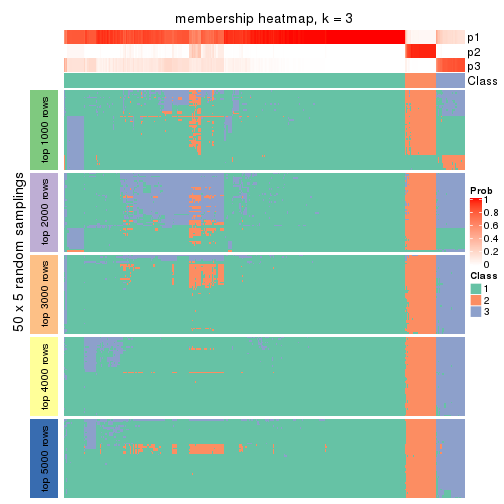 membership heatmap, k = 3
p1
p2
p3
Class
50 x 5 random samplings
top 1000 rows
top 2000 rows
top 3000 rows
top 4000 rows
top 5000 rows
Prob
1
0.8
0.6
0.4
0.2
0
Class
1
2
3